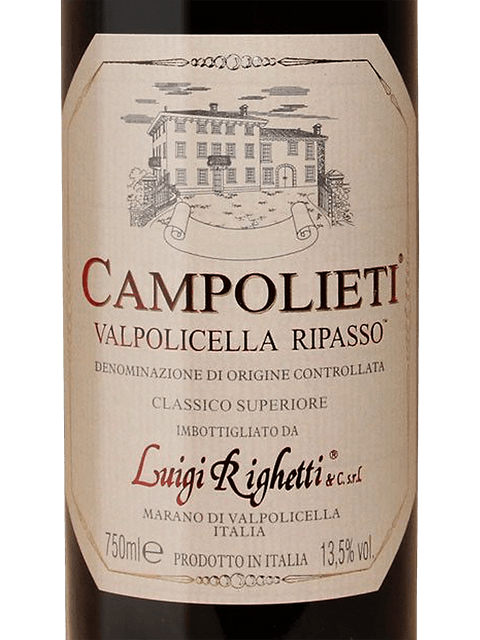 CAMPOLIETI®
VALPOLICELLA RIPASSO™
DENOMINAZIONE DI ORIGINE CONTROLLATA
CLASSICO SUPERIORE
IMBOTTIGLIATO DA
Luigi Righetti® & C. s.r.l.
MARANO DI VALPOLICELLA
ITALIA
750ml ℮ PRODOTTO IN ITALIA 13,5% vol.